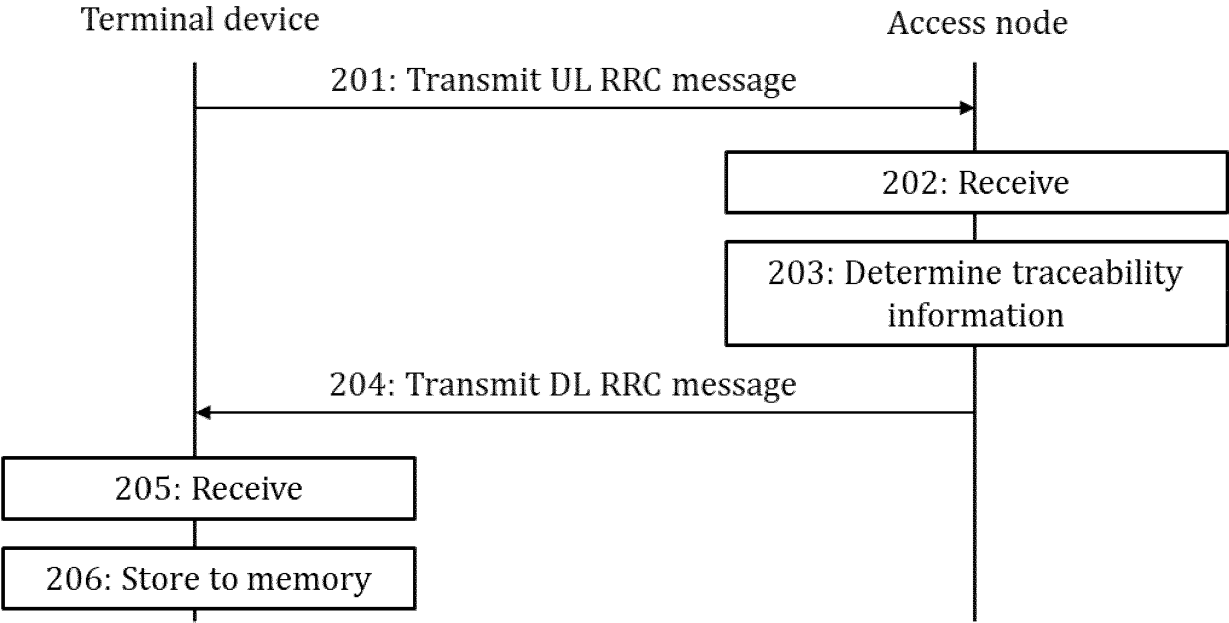 Terminal device
Access node
201: Transmit UL RRC message
202: Receive
203: Determine traceability
information
204: Transmit DL RRC message
205: Receive
206: Store to memory